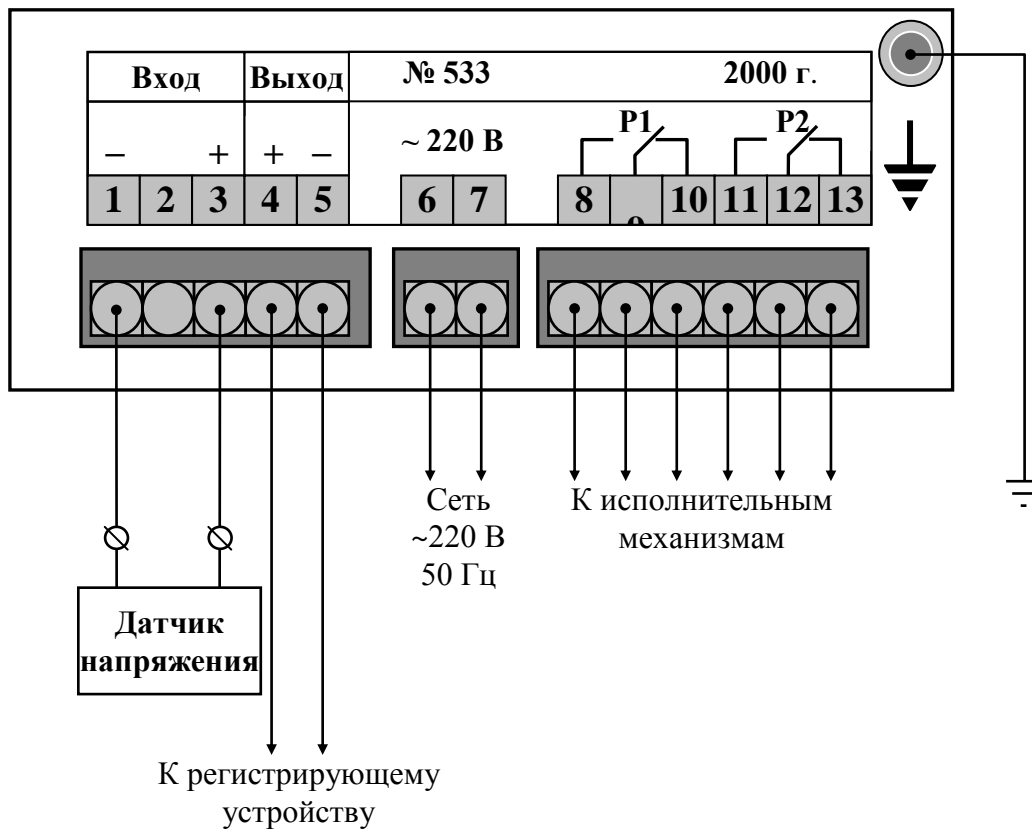 Вход Выход № 533 2000 г.
~ 220 В Р1 Р2
– + + –
1 2 3 4 5 6 7 8 9 10 11 12 13
Сеть
~220 В
50 Гц
К исполнительным
механизмам
Датчик
напряжения
К регистрирующему
устройству